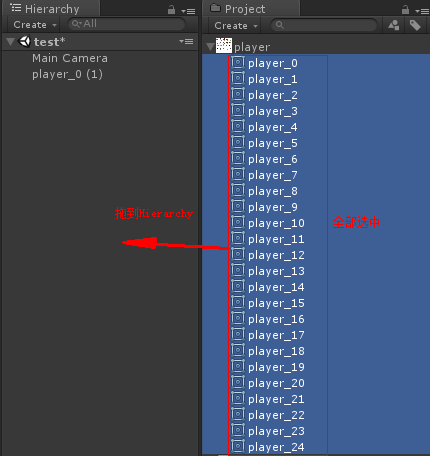 Hierarchy
Create
All
test*
Main Camera
player_0 (1)
Project
Create
player
player_0
player_1
player_2
player_3
player_4
player_5
player_6
player_7
player_8
player_9
player_10
player_11
player_12
player_13
player_14
player_15
player_16
player_17
player_18
player_19
player_20
player_21
player_22
player_23
player_24
拖到Hierarchy
全部选中